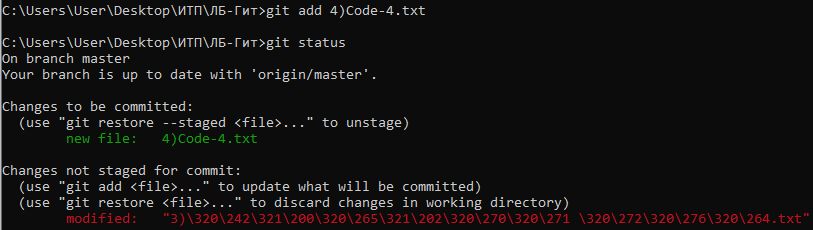 C:\Users\User\Desktop\ИТП\ЛБ-Гит>git add 4)Code-4.txt
C:\Users\User\Desktop\ИТП\ЛБ-Гит>git status
On branch master
Your branch is up to date with 'origin/master'.
Changes to be committed:
(use "git restore --staged <file>..." to unstage)
new file:   4)Code-4.txt
Changes not staged for commit:
(use "git add <file>..." to update what will be committed)
(use "git restore <file>..." to discard changes in working directory)
modified:   "3)\320\242\321\200\320\265\321\202\320\270\320\271 \320\272\320\276\320\264.txt"